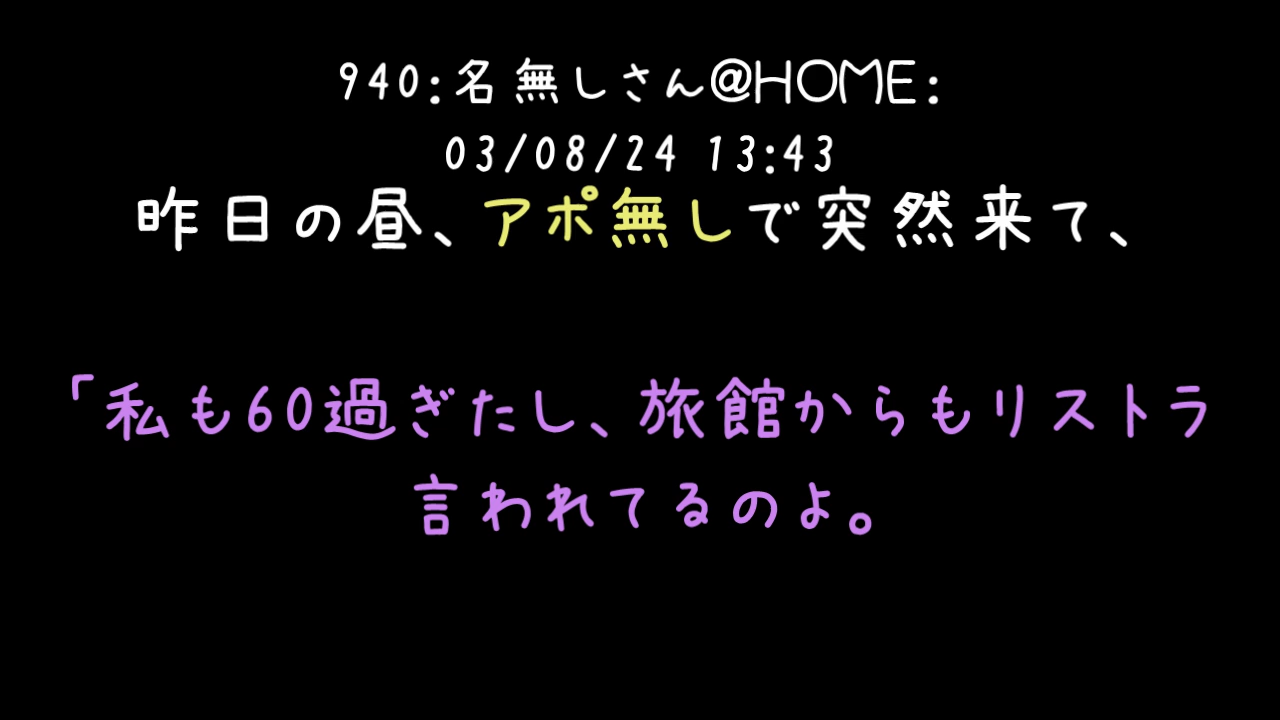 940:名無しさん@HOME:
03/08/24 13:43
昨日の昼、アポ無しで突然来て、
「私も60過ぎたし、旅館からもリストラ
言われてるのよ。